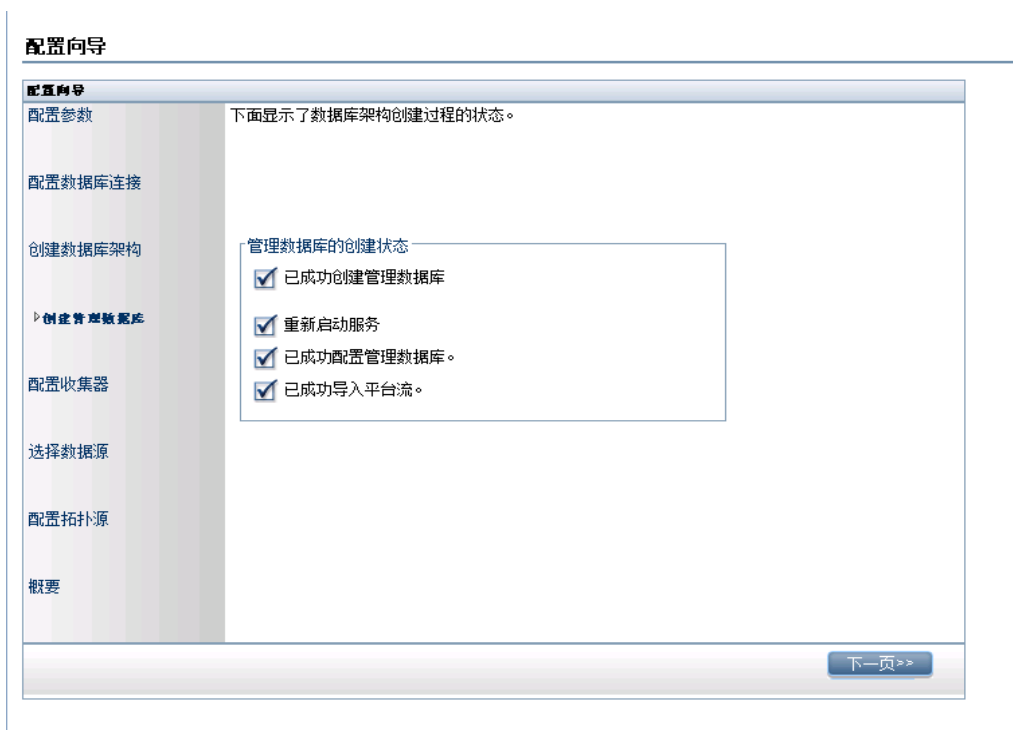 配置向导
配置向导
配置参数
下面显示了数据库架构创建过程的状态。
配置数据库连接
创建数据库架构
管理数据库的创建状态
已成功创建管理数据库
创建管理数据库
重新启动服务
已成功配置管理数据库。
配置收集器
已成功导入平台流。
选择数据源
配置拓扑源
概要
下一页>>